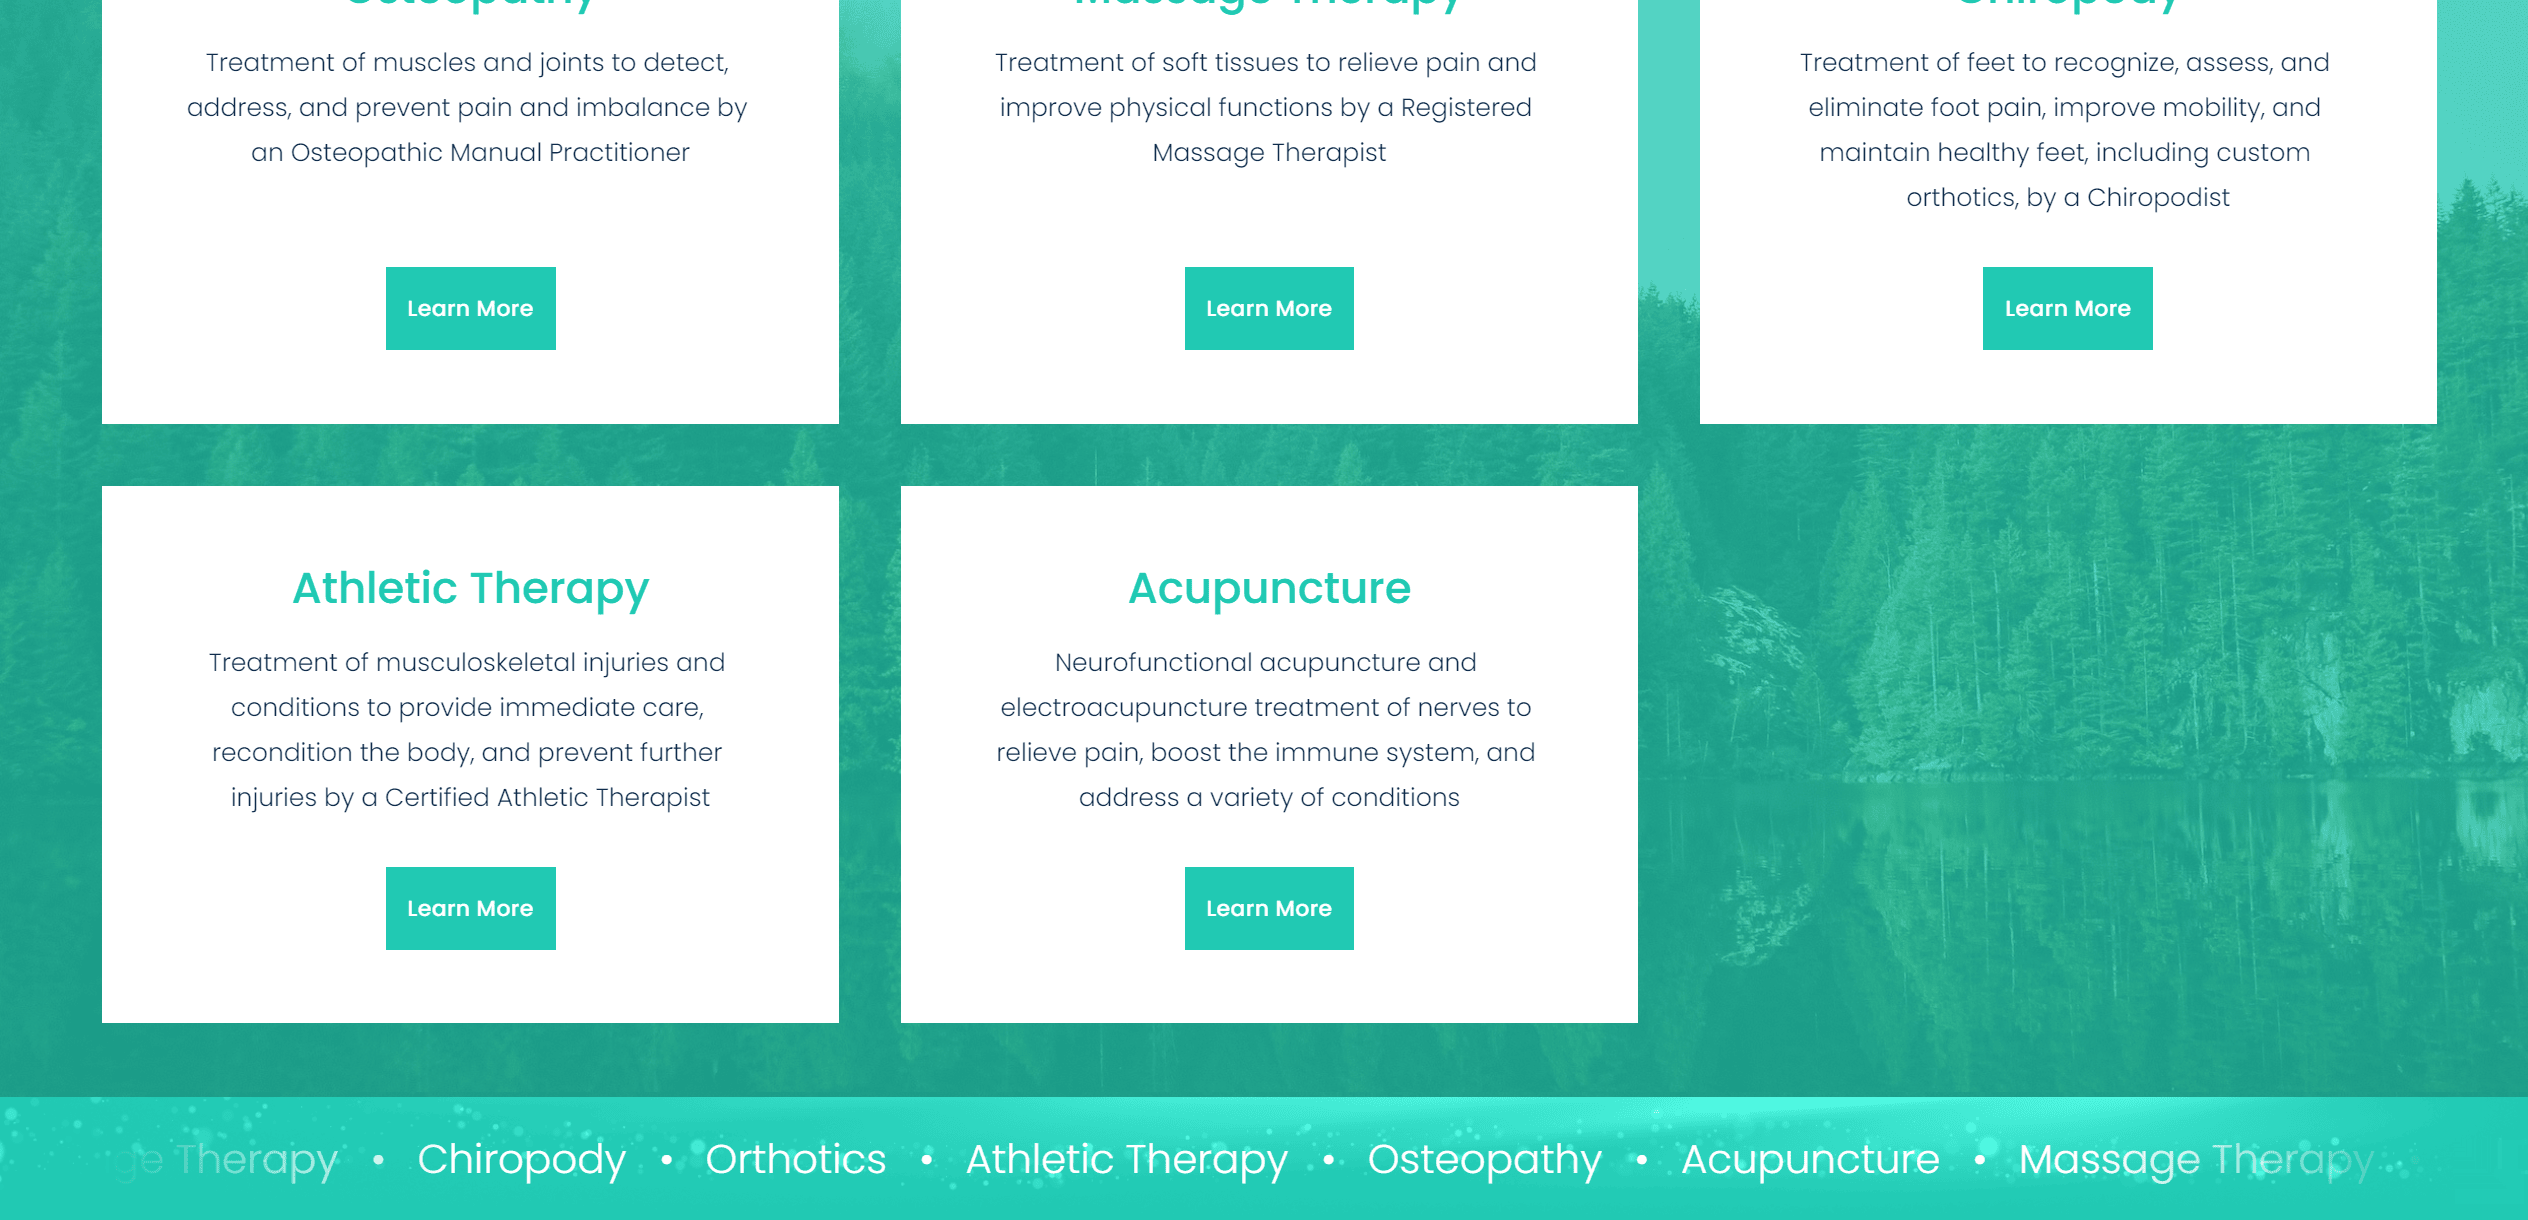 Osteopathy
Treatment of muscles and joints to detect,
address, and prevent pain and imbalance by
an Osteopathic Manual Practitioner
Learn More
Massage Therapy
Treatment of soft tissues to relieve pain and
improve physical functions by a Registered
Massage Therapist
Learn More
Chiropody
Treatment of feet to recognize, assess, and
eliminate foot pain, improve mobility, and
maintain healthy feet, including custom
orthotics, by a Chiropodist
Learn More
Athletic Therapy
Treatment of musculoskeletal injuries and
conditions to provide immediate care,
recondition the body, and prevent further
injuries by a Certified Athletic Therapist
Learn More
Acupuncture
Neurofunctional acupuncture and
electroacupuncture treatment of nerves to
relieve pain, boost the immune system, and
address a variety of conditions
Learn More
ge Therapy • Chiropody • Orthotics • Athletic Therapy • Osteopathy • Acupuncture • Massage Therapy